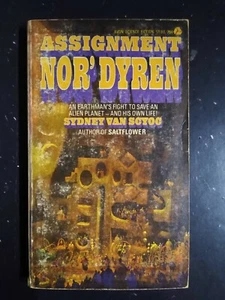 ASSIGNMENT
NOR'DYREN
AN EARTHMAN'S FIGHT TO SAVE AN
ALIEN PLANET — AND HIS OWN LIFE!
SYDNEY VAN SCYOC
AUTHOR OF SALTFLOWER